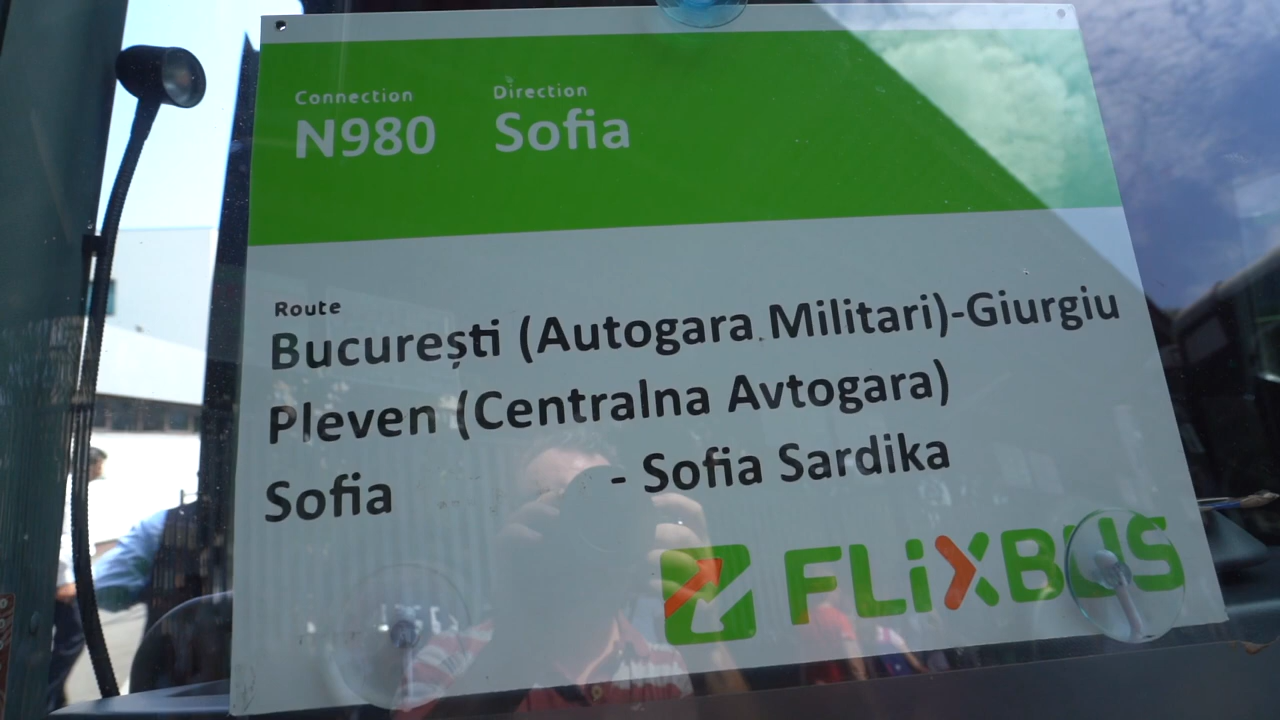 Connection Direction
N980 Sofia
Route
București (Autogara Militari)-Giurgiu
Pleven (Centralna Avtogara)
Sofia - Sofia Sardika
FLiXBUS